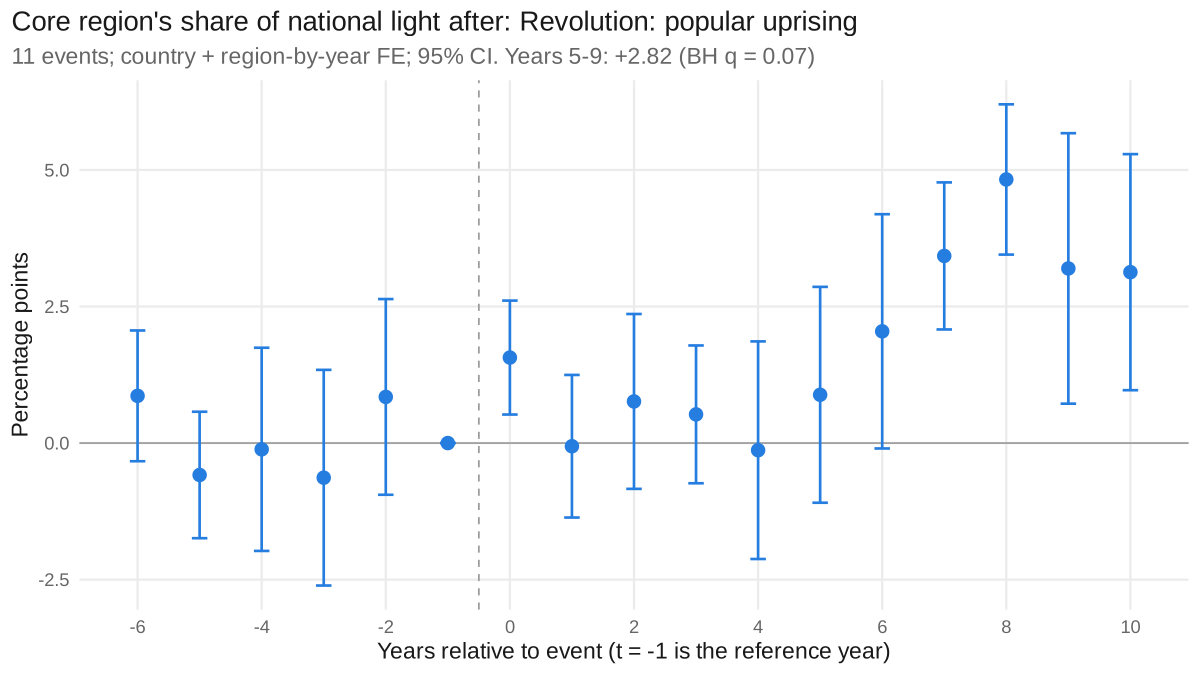 Core region's share of national light after: Revolution: popular uprising
11 events; country + region-by-year FE; 95% CI. Years 5-9: +2.82 (BH q = 0.07)
Percentage points
5.0
2.5
0.0
-2.5
-6 -4 -2 0 2 4 6 8 10
Years relative to event (t = -1 is the reference year)